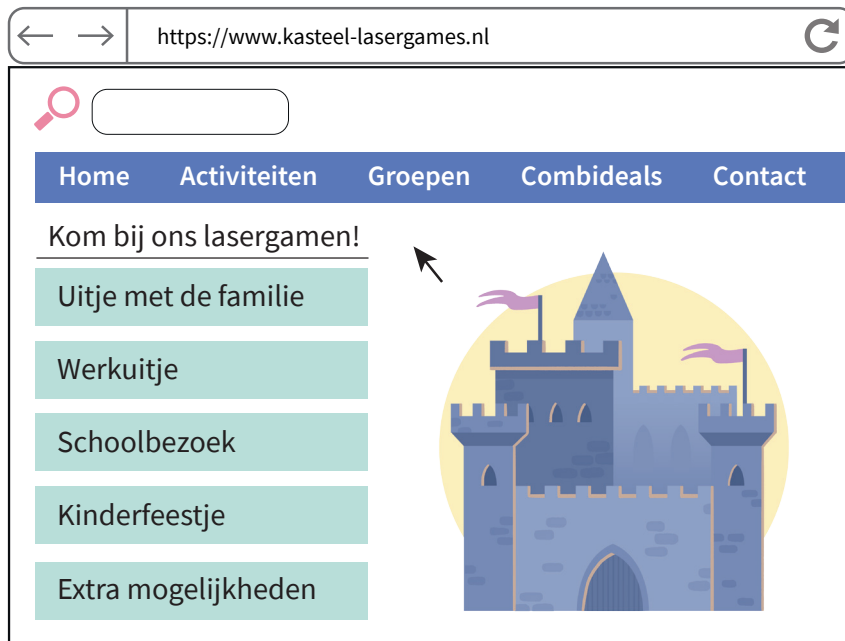 https://www.kasteel-lasergames.nl
Home Activiteiten Groepen Combideals Contact
Kom bij ons lasergamen!
Uitje met de familie
Werkuitje
Schoolbezoek
Kinderfeestje
Extra mogelijkheden